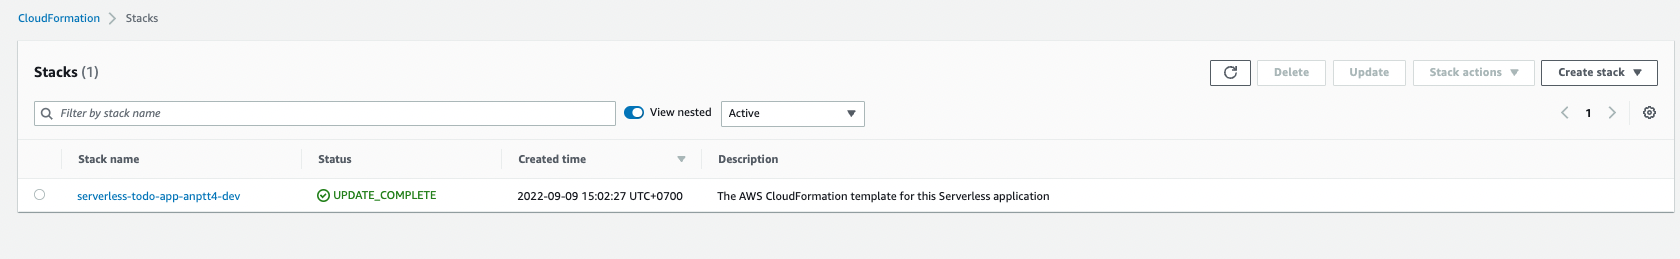 CloudFormation > Stacks
Stacks (1)
Delete Update Stack actions Create stack
Filter by stack name View nested Active 1
Stack name Status Created time Description
serverless-todo-app-anptt4-dev UPDATE_COMPLETE 2022-09-09 15:02:27 UTC+0700 The AWS CloudFormation template for this Serverless application